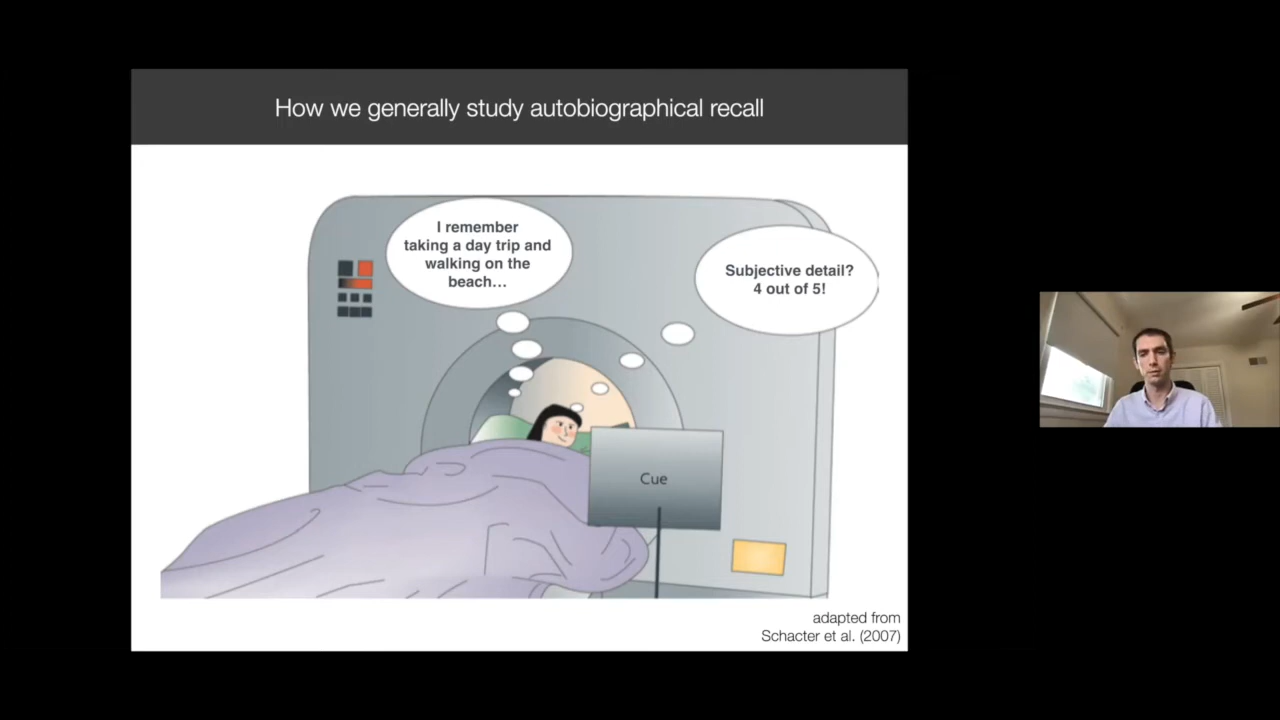 How we generally study autobiographical recall
I remember
taking a day trip and
walking on the
beach…
Subjective detail?
4 out of 5!
Cue
adapted from
Schacter et al. (2007)